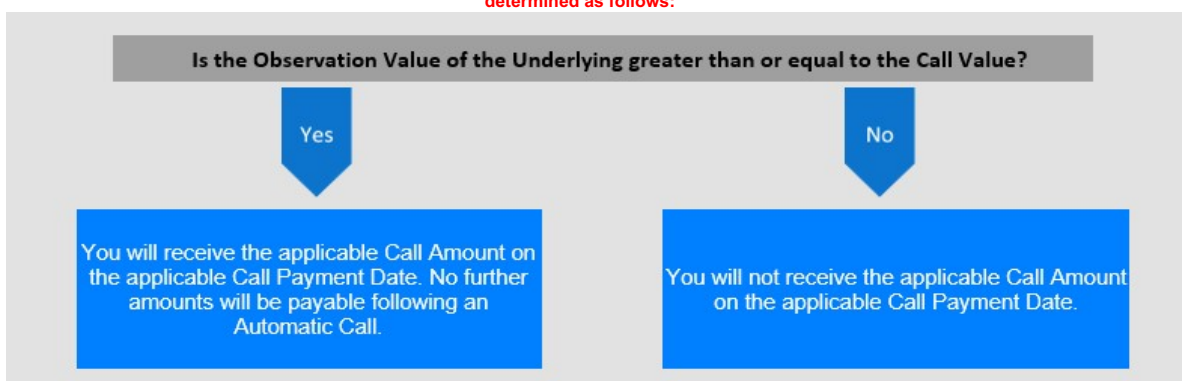 determined as follows:
Is the Observation Value of the Underlying greater than or equal to the Call Value?
Yes
No
You will receive the applicable Call Amount on
the applicable Call Payment Date. No further
amounts will be payable following an
Automatic Call.
You will not receive the applicable Call Amount
on the applicable Call Payment Date.